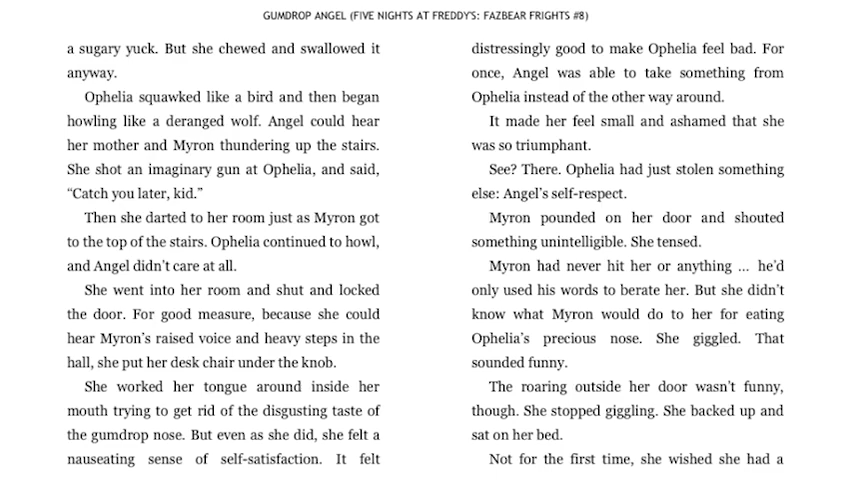 GUMDROP ANGEL (FIVE NIGHTS AT FREDDY'S: FAZBEAR FRIGHTS #8)
a sugary yuck. But she chewed and swallowed it
anyway.
Ophelia squawked like a bird and then began
howling like a deranged wolf. Angel could hear
her mother and Myron thundering up the stairs.
She shot an imaginary gun at Ophelia, and said,
“Catch you later, kid.”
Then she darted to her room just as Myron got
to the top of the stairs. Ophelia continued to howl,
and Angel didn’t care at all.
She went into her room and shut and locked
the door. For good measure, because she could
hear Myron’s raised voice and heavy steps in the
hall, she put her desk chair under the knob.
She worked her tongue around inside her
mouth trying to get rid of the disgusting taste of
the gumdrop nose. But even as she did, she felt a
nauseating sense of self-satisfaction. It felt
distressingly good to make Ophelia feel bad. For
once, Angel was able to take something from
Ophelia instead of the other way around.
It made her feel small and ashamed that she
was so triumphant.
See? There. Ophelia had just stolen something
else: Angel’s self-respect.
Myron pounded on her door and shouted
something unintelligible. She tensed.
Myron had never hit her or anything … he’d
only used his words to berate her. But she didn’t
know what Myron would do to her for eating
Ophelia’s precious nose. She giggled. That
sounded funny.
The roaring outside her door wasn’t funny,
though. She stopped giggling. She backed up and
sat on her bed.
Not for the first time, she wished she had a